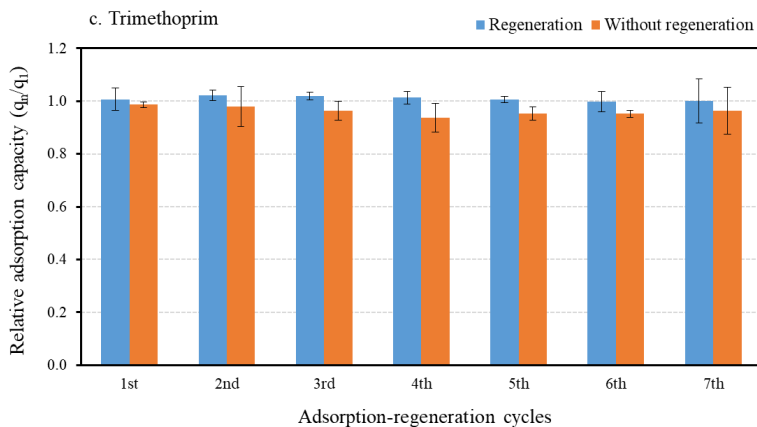 c. Trimethoprim
Regeneration Without regeneration
Relative adsorption capacity (qₙ/q₁)
1.2
1.0
0.8
0.6
0.4
0.2
0.0
1st 2nd 3rd 4th 5th 6th 7th
Adsorption-regeneration cycles